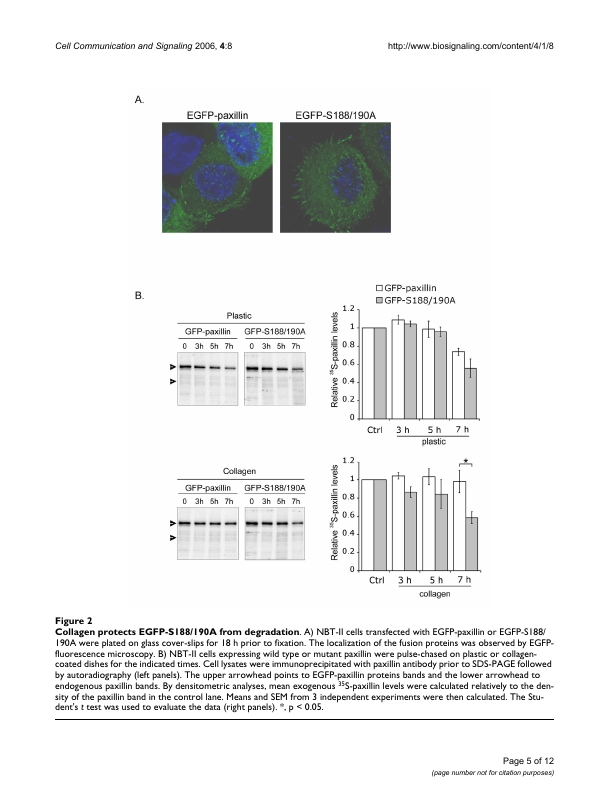 Cell Communication and Signaling 2006, 4:8
http://www.biosignaling.com/content/4/1/8
A.
EGFP-paxillin
EGFP-S188/190A
B.
Plastic
GFP-paxillin GFP-S188/190A
0 3h 5h 7h 0 3h 5h 7h
GFP-paxillin
GFP-S188/190A
Relative ³⁵S-paxillin levels
1.2
1
0.8
0.6
0.4
0.2
0
Ctrl 3 h 5 h 7 h
plastic
Collagen
GFP-paxillin GFP-S188/190A
0 3h 5h 7h 0 3h 5h 7h
Relative ³⁵S-paxillin levels
1.2
1
0.8
0.6
0.4
0.2
0
*
Ctrl 3 h 5 h 7 h
collagen
Figure 2
Collagen protects EGFP-S188/190A from degradation. A) NBT-II cells transfected with EGFP-paxillin or EGFP-S188/
190A were plated on glass cover-slips for 18 h prior to fixation. The localization of the fusion proteins was observed by EGFP-
fluorescence microscopy. B) NBT-II cells expressing wild type or mutant paxillin were pulse-chased on plastic or collagen-
coated dishes for the indicated times. Cell lysates were immunoprecipitated with paxillin antibody prior to SDS-PAGE followed
by autoradiography (left panels). The upper arrowhead points to EGFP-paxillin proteins bands and the lower arrowhead to
endogenous paxillin bands. By densitometric analyses, mean exogenous ³⁵S-paxillin levels were calculated relatively to the den-
sity of the paxillin band in the control lane. Means and SEM from 3 independent experiments were then calculated. The Stu-
dent's t test was used to evaluate the data (right panels). *, p < 0.05.
Page 5 of 12
(page number not for citation purposes)